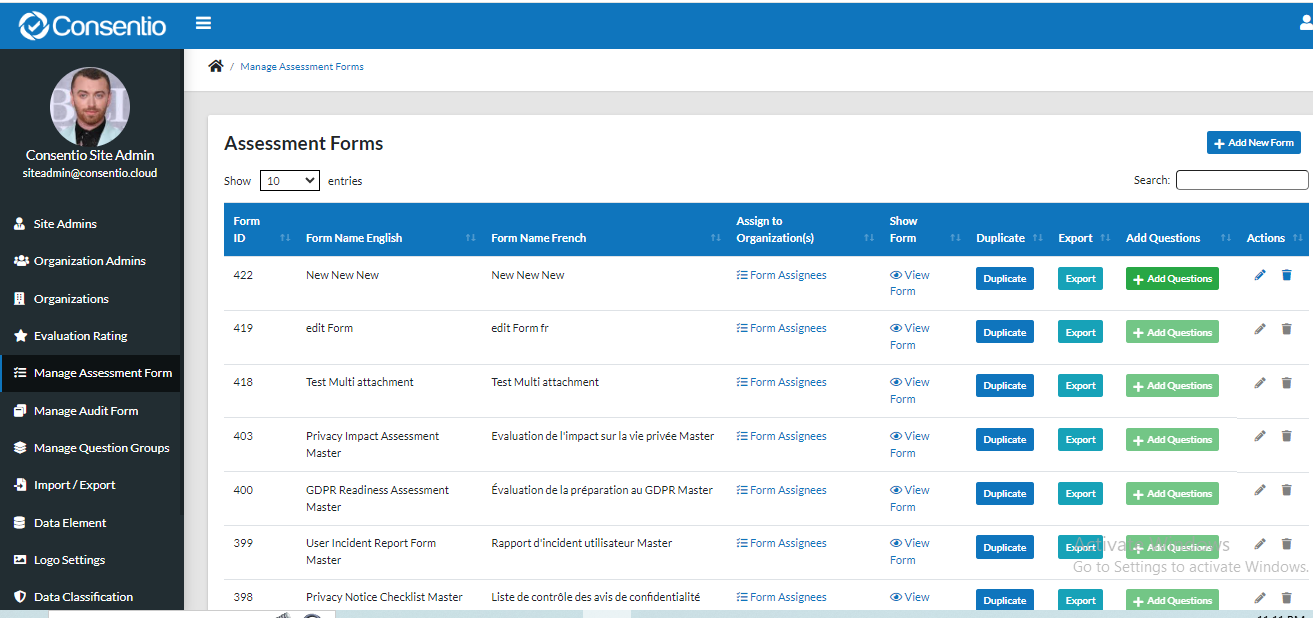 Consentio
/ Manage Assessment Forms
Consentio Site Admin
siteadmin@consentio.cloud
Site Admins
Organization Admins
Organizations
Evaluation Rating
Manage Assessment Form
Manage Audit Form
Manage Question Groups
Import / Export
Data Element
Logo Settings
Data Classification
Assessment Forms
+ Add New Form
Show 10 entries
Search:
Form ID Form Name English Form Name French Assign to Organization(s) Show Form Duplicate Export Add Questions Actions
422 New New New New New New Form Assignees View Form Duplicate Export + Add Questions
419 edit Form edit Form fr Form Assignees View Form Duplicate Export + Add Questions
418 Test Multi attachment Test Multi attachment Form Assignees View Form Duplicate Export + Add Questions
403 Privacy Impact Assessment Master Evaluation de l'impact sur la vie privée Master Form Assignees View Form Duplicate Export + Add Questions
400 GDPR Readiness Assessment Master Évaluation de la préparation au GDPR Master Form Assignees View Form Duplicate Export + Add Questions
399 User Incident Report Form Master Rapport d'incident utilisateur Master Form Assignees View Form Duplicate Export + Add Questions
398 Privacy Notice Checklist Master Liste de contrôle des avis de confidentialité Form Assignees View Duplicate Export + Add Questions
Go to Settings to activate Windows.